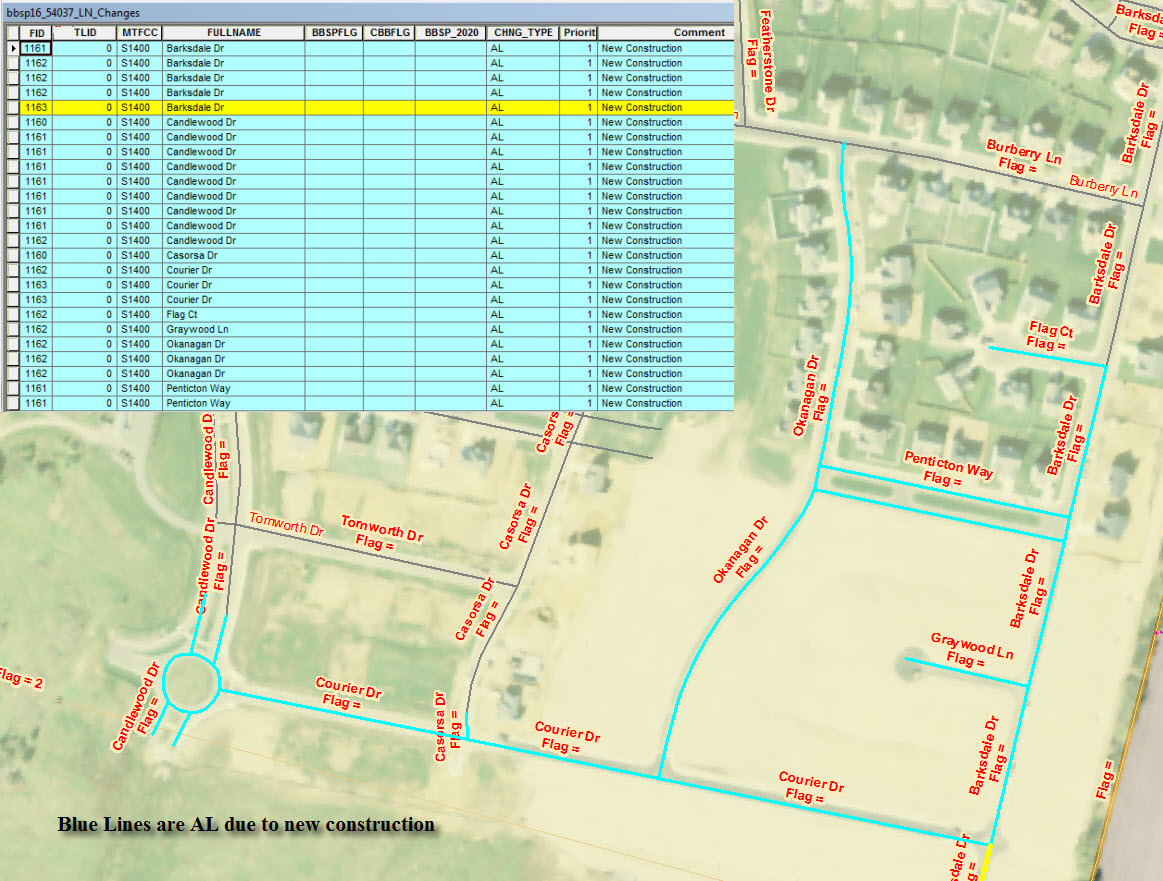 bbsp16_54037_LN_Changes
FID TLID MTFCC FULLNAME BBSPFLG CBBFLG BBSP_2020 CHNG_TYPE Priorit Comment
1161 0 S1400 Barksdale Dr AL 1 New Construction
1162 0 S1400 Barksdale Dr AL 1 New Construction
1162 0 S1400 Barksdale Dr AL 1 New Construction
1162 0 S1400 Barksdale Dr AL 1 New Construction
1163 0 S1400 Barksdale Dr AL 1 New Construction
1160 0 S1400 Candlewood Dr AL 1 New Construction
1161 0 S1400 Candlewood Dr AL 1 New Construction
1161 0 S1400 Candlewood Dr AL 1 New Construction
1161 0 S1400 Candlewood Dr AL 1 New Construction
1161 0 S1400 Candlewood Dr AL 1 New Construction
1161 0 S1400 Candlewood Dr AL 1 New Construction
1161 0 S1400 Candlewood Dr AL 1 New Construction
1161 0 S1400 Candlewood Dr AL 1 New Construction
1162 0 S1400 Candlewood Dr AL 1 New Construction
1160 0 S1400 Casorsa Dr AL 1 New Construction
1162 0 S1400 Courier Dr AL 1 New Construction
1163 0 S1400 Courier Dr AL 1 New Construction
1163 0 S1400 Courier Dr AL 1 New Construction
1162 0 S1400 Flag Ct AL 1 New Construction
1162 0 S1400 Graywood Ln AL 1 New Construction
1162 0 S1400 Okanagan Dr AL 1 New Construction
1162 0 S1400 Okanagan Dr AL 1 New Construction
1162 0 S1400 Okanagan Dr AL 1 New Construction
1161 0 S1400 Penticton Way AL 1 New Construction
1161 0 S1400 Penticton Way AL 1 New Construction
Featherstone Dr
Flag =
Barksda
Flag =
Barksdale Dr
Flag =
Burberry Ln
Flag =
Burberry Ln
Barksdale Dr
Flag =
Flag Ct
Flag =
Okanagan Dr
Flag =
Barksdale Dr
Flag =
Penticton Way
Flag =
Candlewood D
Flag =
Casors
Flag =
Tornworth Dr
Tornworth Dr
Flag =
Casorsa Dr
Flag =
Okanagan Dr
Flag =
Candlewood Dr
Flag =
Casorsa Dr
Flag =
Barksdale Dr
Flag =
Graywood Ln
Flag =
Flag = 2
Candlewood Dr
Flag =
Courier Dr
Flag =
Casorsa Dr
Flag =
Courier Dr
Flag =
Barksdale Dr
Flag =
Courier Dr
Flag =
Flag =
Blue Lines are AL due to new construction
sdale Dr
g =